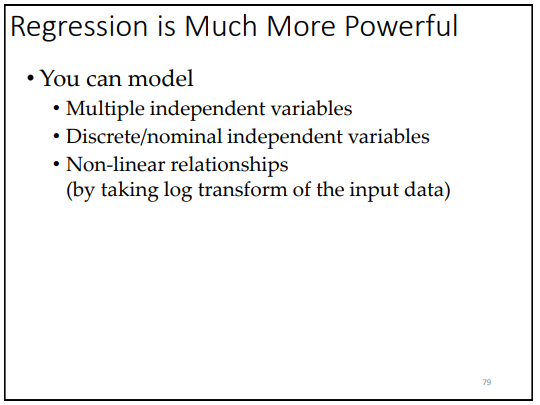 Regression is Much More Powerful
• You can model
• Multiple independent variables
• Discrete/nominal independent variables
• Non-linear relationships
(by taking log transform of the input data)
79